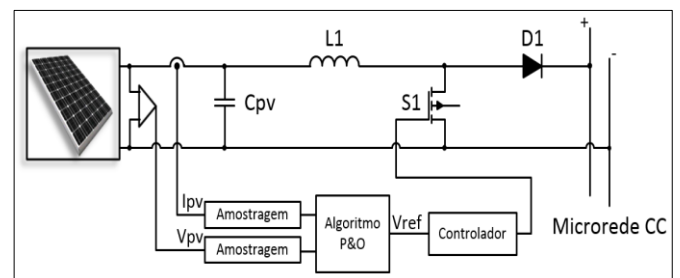 L1
D1
+
-
Cpv
S1
Ipv
Amostragem
Vpv
Amostragem
Algoritmo
P&O
Vref
Controlador
Microrede CC